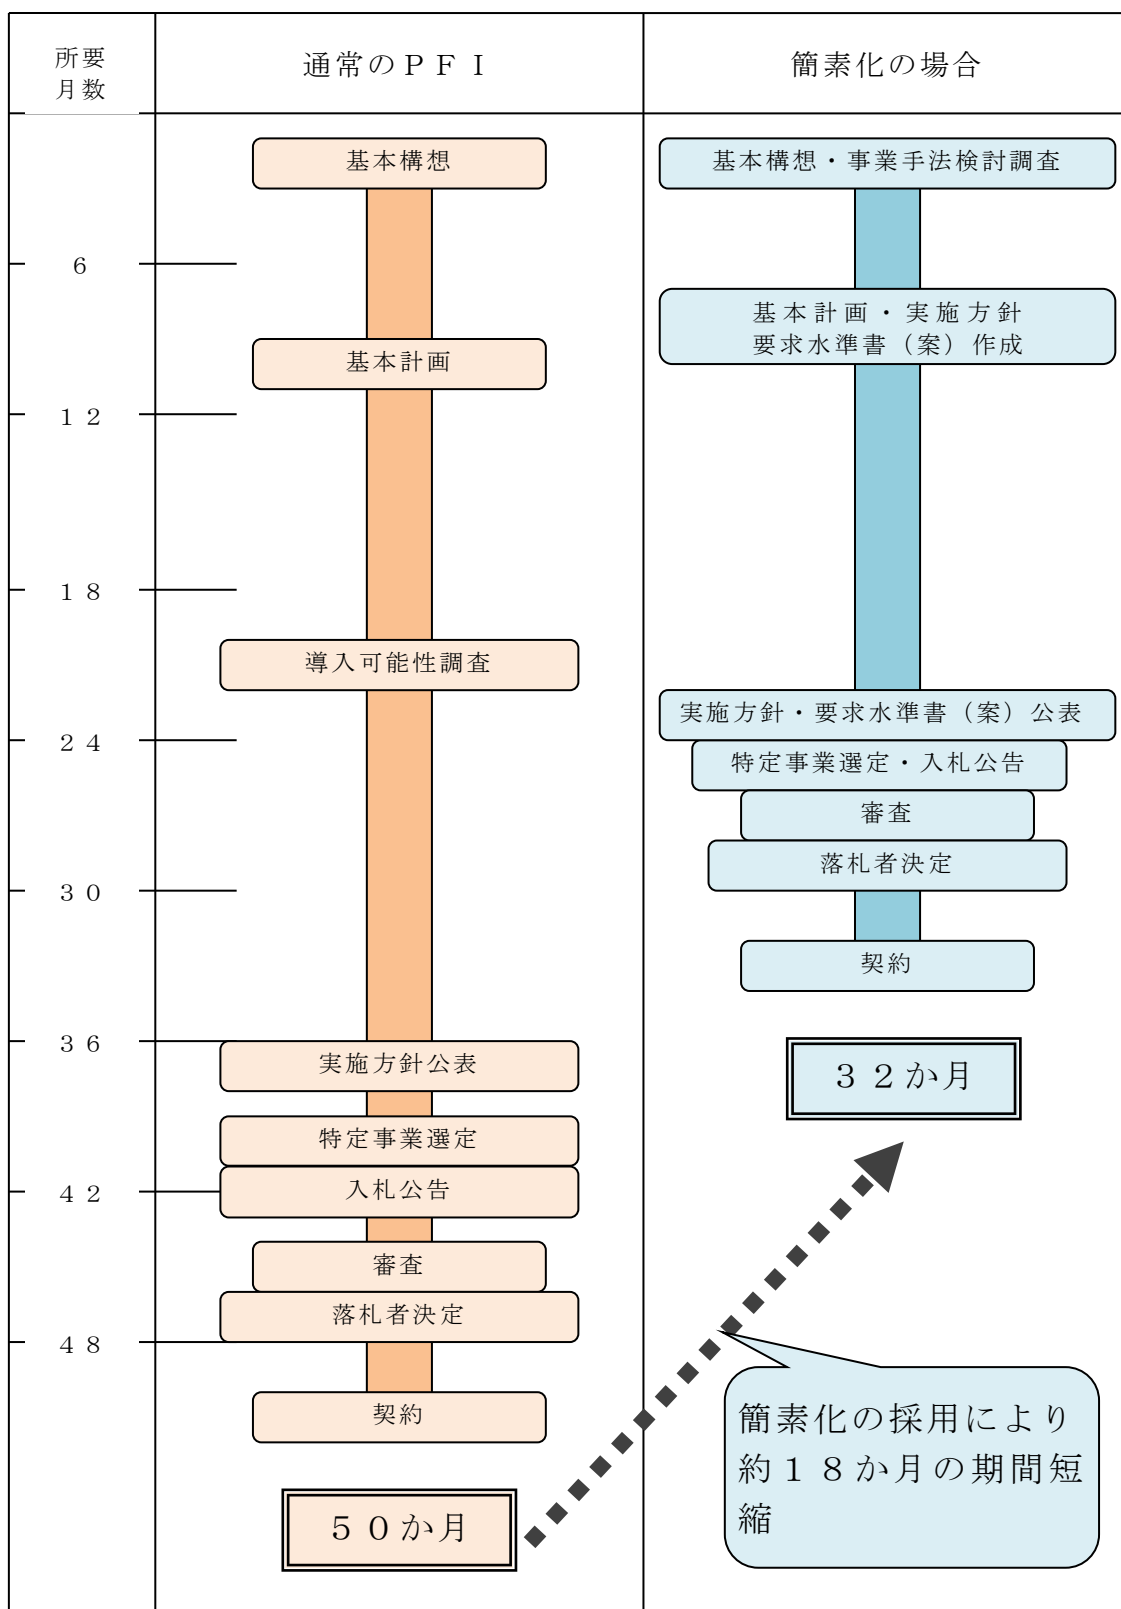 所要
月数
通常のＰＦＩ
簡素化の場合
基本構想
基本構想・事業手法検討調査
６
基本計画・実施方針
要求水準書（案）作成
基本計画
１２
１８
導入可能性調査
実施方針・要求水準書（案）公表
２４
特定事業選定・入札公告
審査
落札者決定
３０
契約
３６
実施方針公表
３２か月
特定事業選定
入札公告
４２
審査
落札者決定
４８
契約
簡素化の採用により
約１８か月の期間短
縮
５０か月